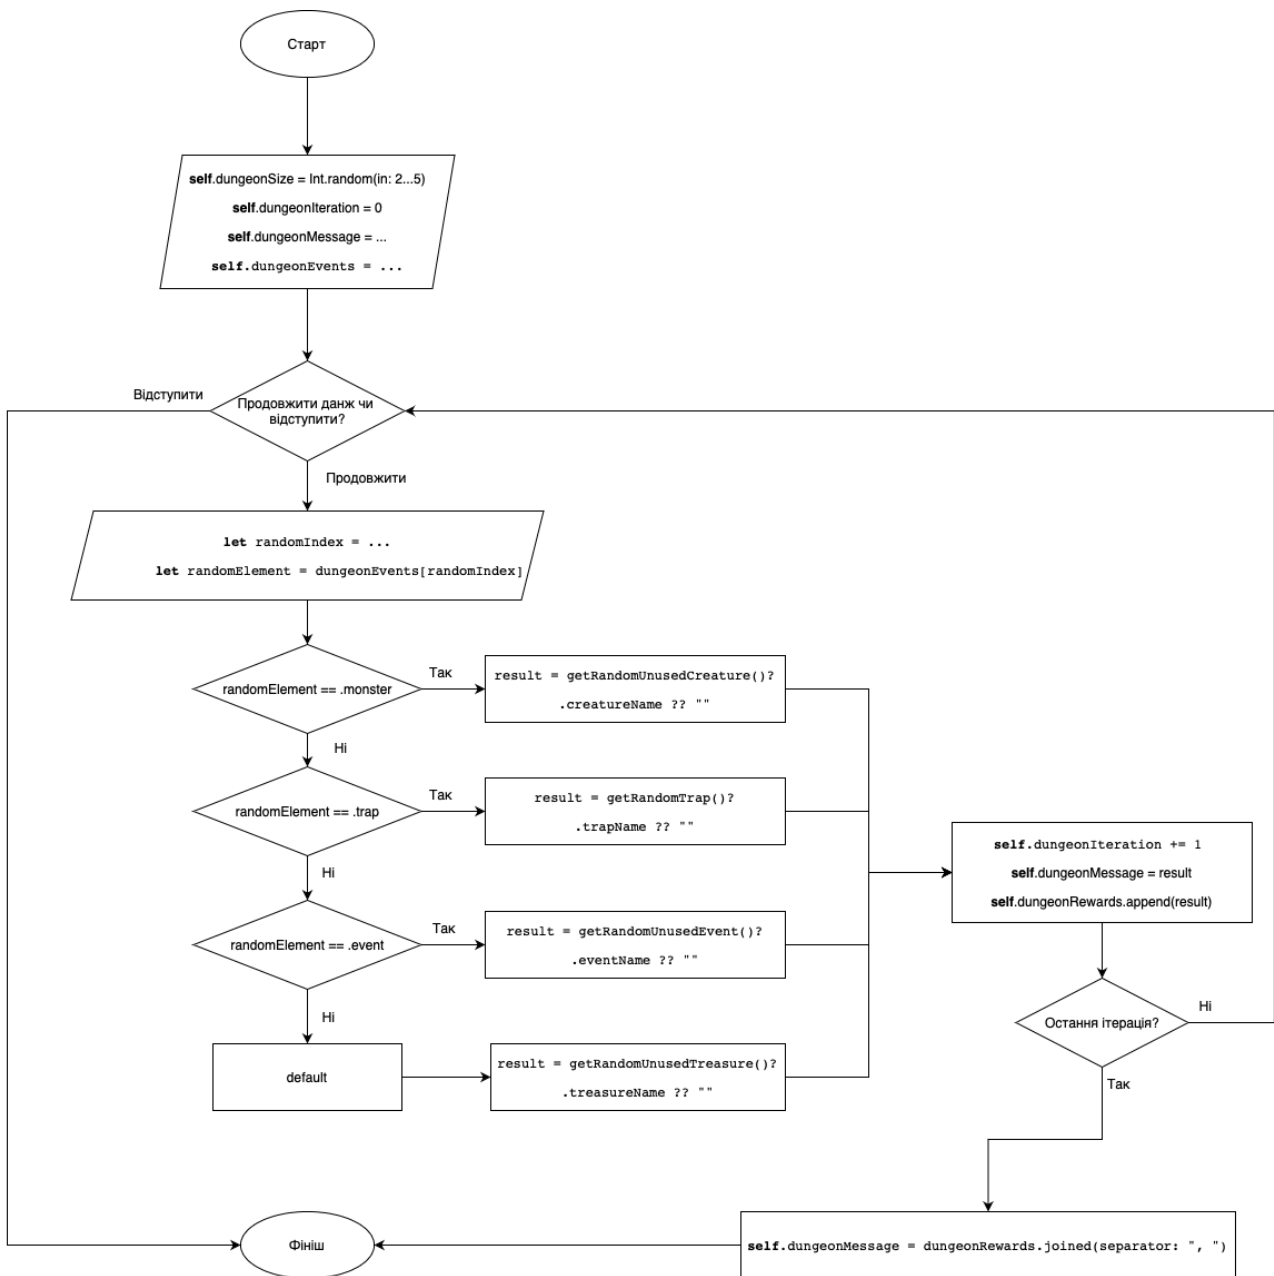 Старт
self.dungeonSize = Int.random(in: 2...5)
self.dungeonIteration = 0
self.dungeonMessage = ...
self.dungeonEvents = ...
Відступити
Продовжити данж чи
відступити?
Продовжити
let randomIndex = ...
let randomElement = dungeonEvents[randomIndex]
randomElement == .monster
Так
result = getRandomUnusedCreature()?
.creatureName ?? ""
Ні
randomElement == .trap
Так
result = getRandomTrap()?
.trapName ?? ""
Ні
randomElement == .event
Так
result = getRandomUnusedEvent()?
.eventName ?? ""
Ні
default
result = getRandomUnusedTreasure()?
.treasureName ?? ""
self.dungeonIteration += 1
self.dungeonMessage = result
self.dungeonRewards.append(result)
Остання ітерація?
Ні
Так
self.dungeonMessage = dungeonRewards.joined(separator: ", ")
Фініш